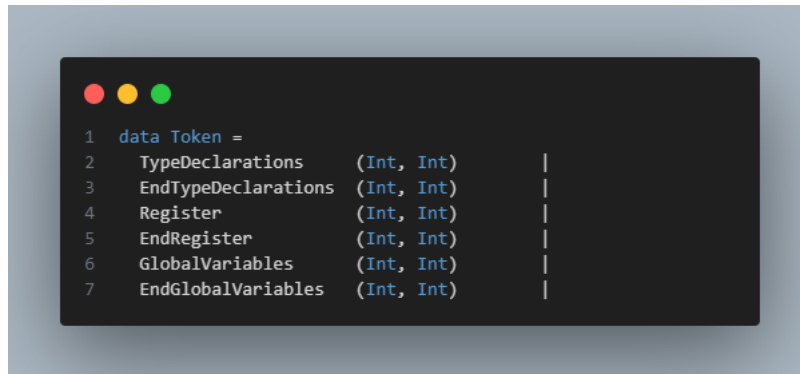 1 data Token =
2 TypeDeclarations (Int, Int) |
3 EndTypeDeclarations (Int, Int) |
4 Register (Int, Int) |
5 EndRegister (Int, Int) |
6 GlobalVariables (Int, Int) |
7 EndGlobalVariables (Int, Int) |